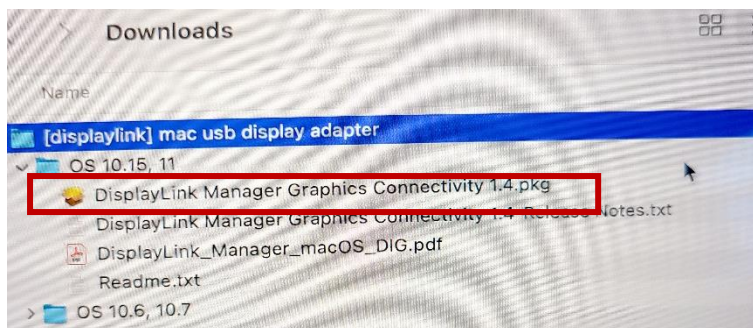 Downloads
Name
[displaylink] mac usb display adapter
OS 10.15, 11
DisplayLink Manager Graphics Connectivity 1.4.pkg
DisplayLink Manager Graphics Connectivity 1.4 Release Notes.txt
DisplayLink_Manager_macOS_DIG.pdf
Readme.txt
OS 10.6, 10.7